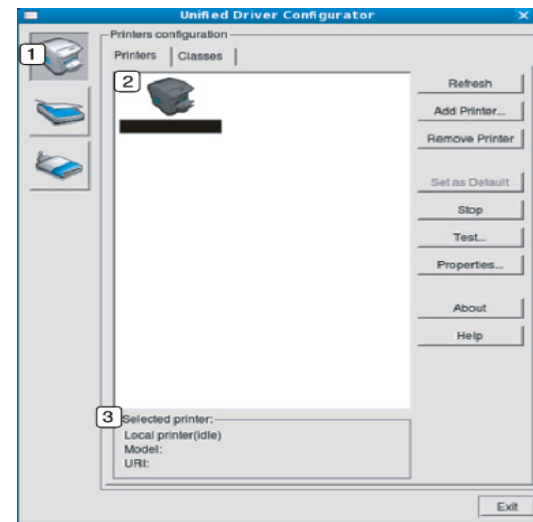 Unified Driver Configurator
1
Printers configuration
Printers
Classes
2
Refresh
Add Printer...
Remove Printer
Set as Default
Stop
Test...
Properties...
About
Help
3
Selected printer:
Local printer(idle)
Model:
URI:
Exit